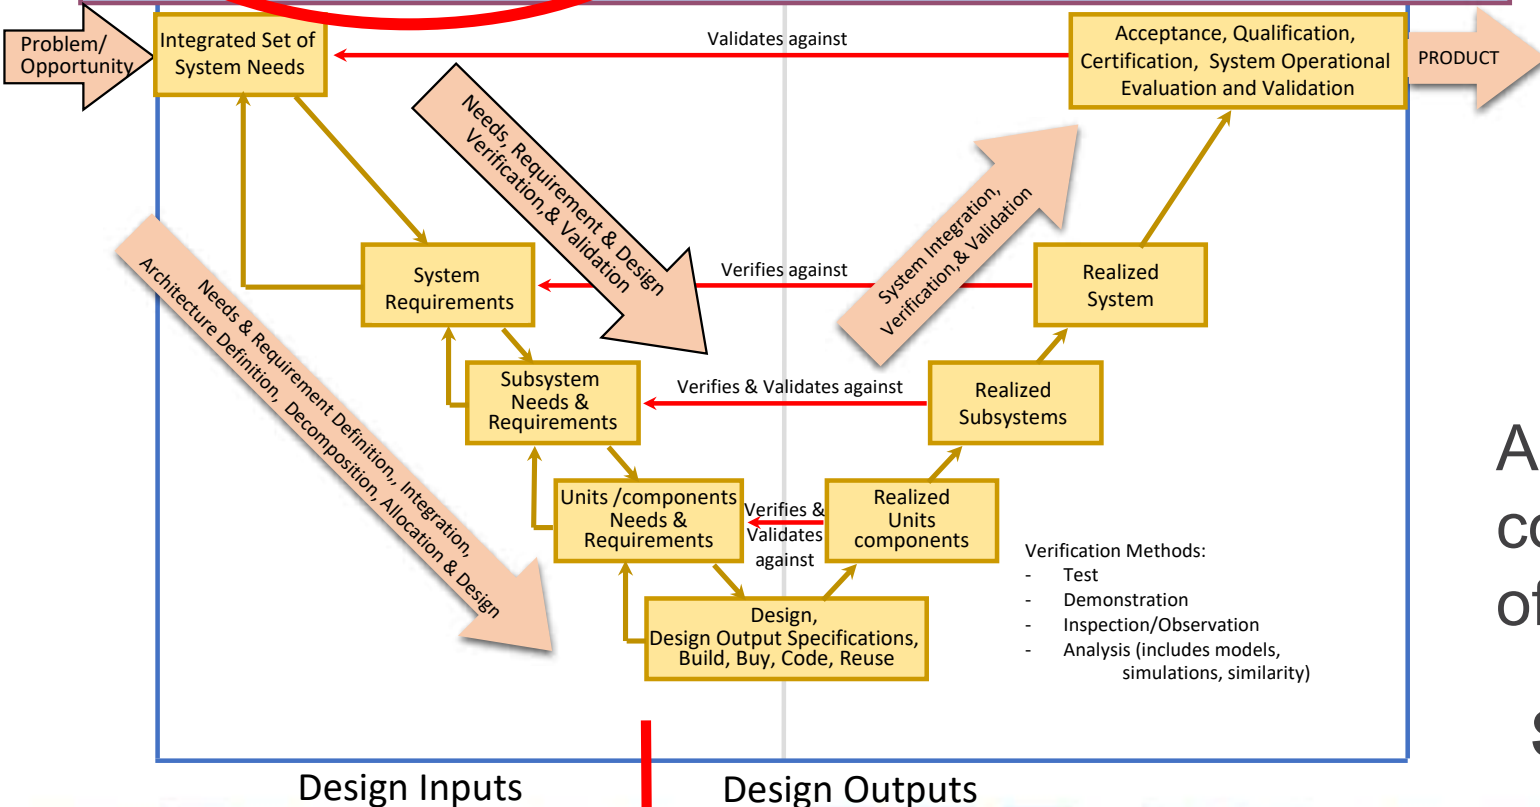 Problem/
Opportunity
Integrated Set of
System Needs
Validates against
Acceptance, Qualification,
Certification, System Operational
Evaluation and Validation
PRODUCT
Needs, Requirement & Design
Verification,& Validation
System Integration,
Verification,& Validation
System
Requirements
Verifies against
Realized
System
Needs & Requirement Definition, Integration,
Architecture Definition, Decomposition, Allocation & Design
Subsystem
Needs &
Requirements
Verifies & Validates against
Realized
Subsystems
Units /components
Needs &
Requirements
Verifies &
Validates
against
Realized
Units
components
Verification Methods:
- Test
- Demonstration
- Inspection/Observation
- Analysis (includes models,
simulations, similarity)
Design,
Design Output Specifications,
Build, Buy, Code, Reuse
Design Inputs
Design Outputs